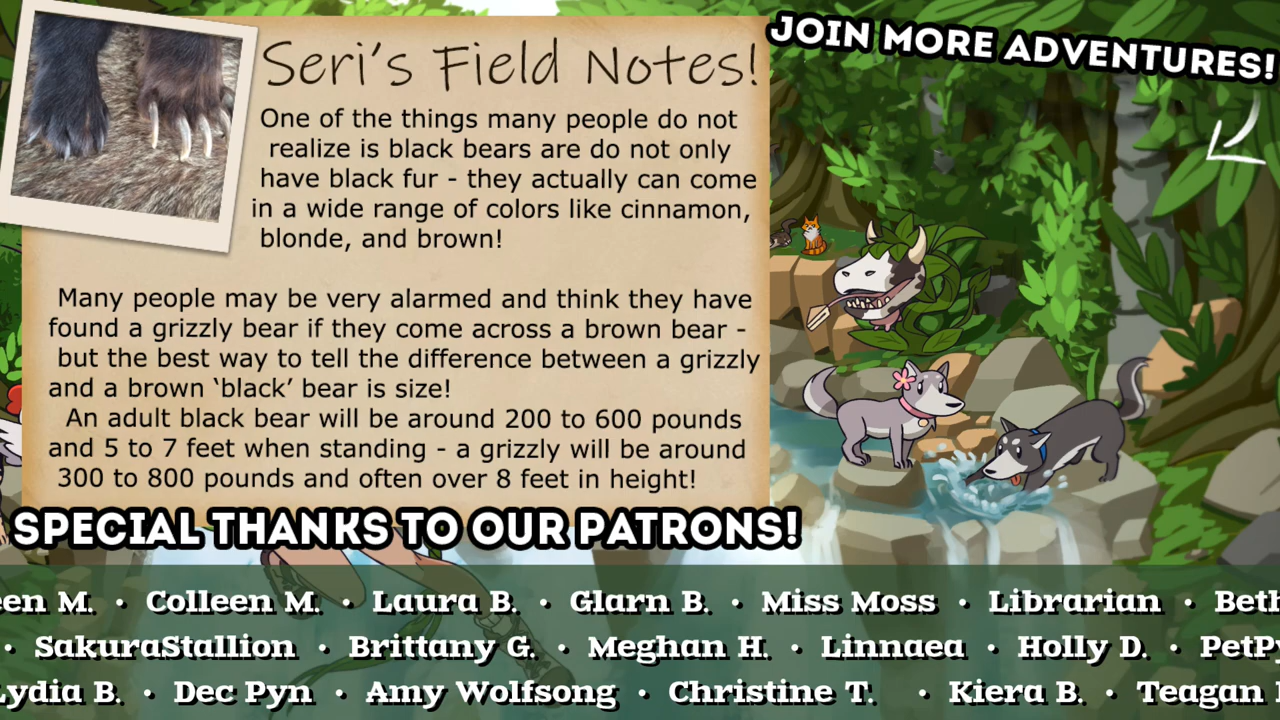 Seri's Field Notes!
JOIN MORE ADVENTURES!
One of the things many people do not
realize is black bears are do not only
have black fur - they actually can come
in a wide range of colors like cinnamon,
blonde, and brown!
Many people may be very alarmed and think they have
found a grizzly bear if they come across a brown bear -
but the best way to tell the difference between a grizzly
and a brown ‘black’ bear is size!
An adult black bear will be around 200 to 600 pounds
and 5 to 7 feet when standing - a grizzly will be around
300 to 800 pounds and often over 8 feet in height!
SPECIAL THANKS TO OUR PATRONS!
een M. • Colleen M. • Laura B. • Glarn B. • Miss Moss • Librarian • Beth
• SakuraStallion • Brittany G. • Meghan H. • Linnaea • Holly D. • PetPy
Lydia B. • Dec Pyn • Amy Wolfsong • Christine T. • Kiera B. • Teagan